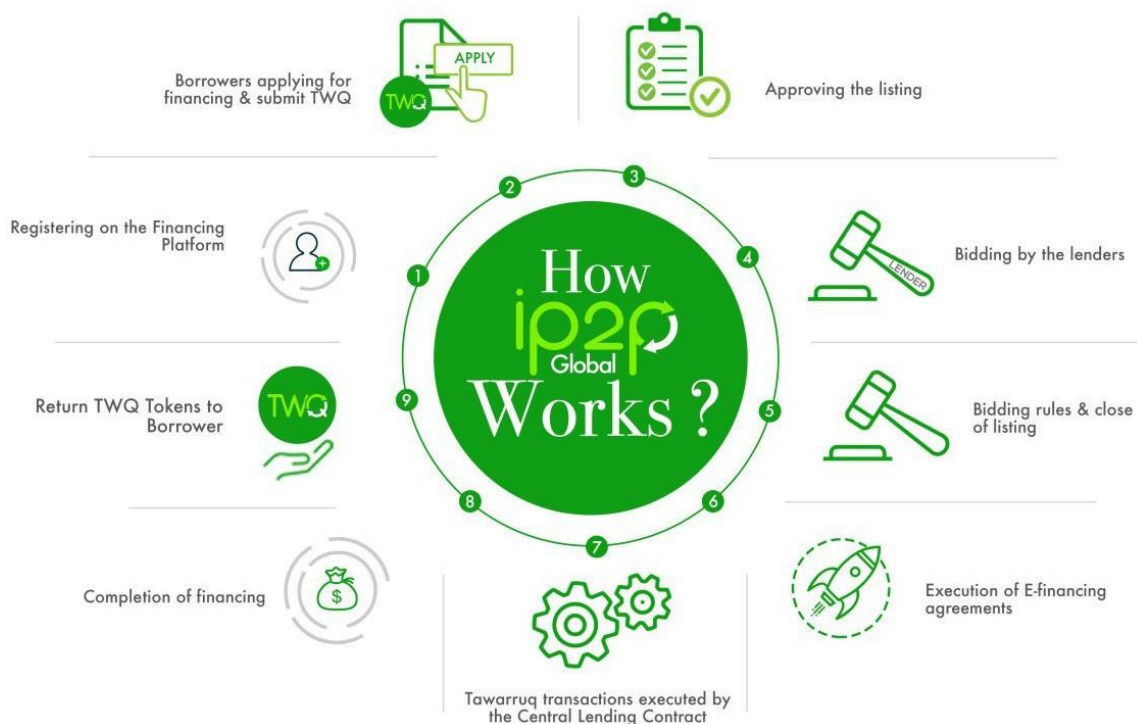 Borrowers applying for
financing & submit TWQ
TWQ
APPLY
Approving the listing
Registering on the Financing
Platform
Bidding by the lenders
LENDER
Return TWQ Tokens to
Borrower
TWQ
Bidding rules & close
of listing
Completion of financing
$
Execution of E-financing
agreements
Tawarruq transactions executed by
the Central Lending Contract
How
ip2p
Global
Works ?
1
2
3
4
5
6
7
8
9